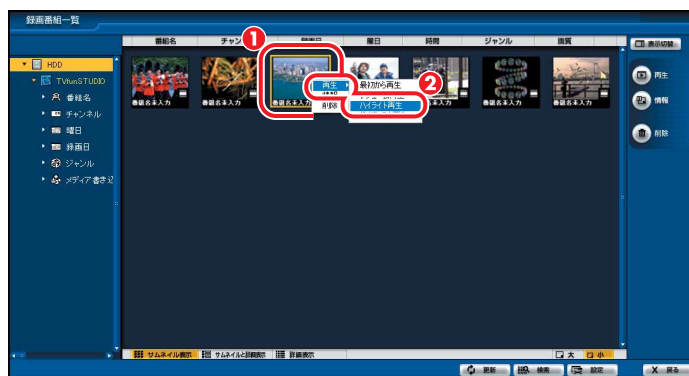 録画番組一覧
番組名 チャン 録画日 曜日 時間 ジャンル 画質
表示切替
HDD
TVfunSTUDIO
番組名
チャンネル
曜日
録画日
ジャンル
メディア書き込
1
2
再生
削除
最初から再生
ハイライト再生
番組名未入力
番組名未入力
番組名未入力
番組名未入力
番組名未入力
番組名未入力
再生
情報
削除
サムネイル表示 サムネイルと詳細表示 詳細表示
大 小
更新 検索 設定 X 戻る